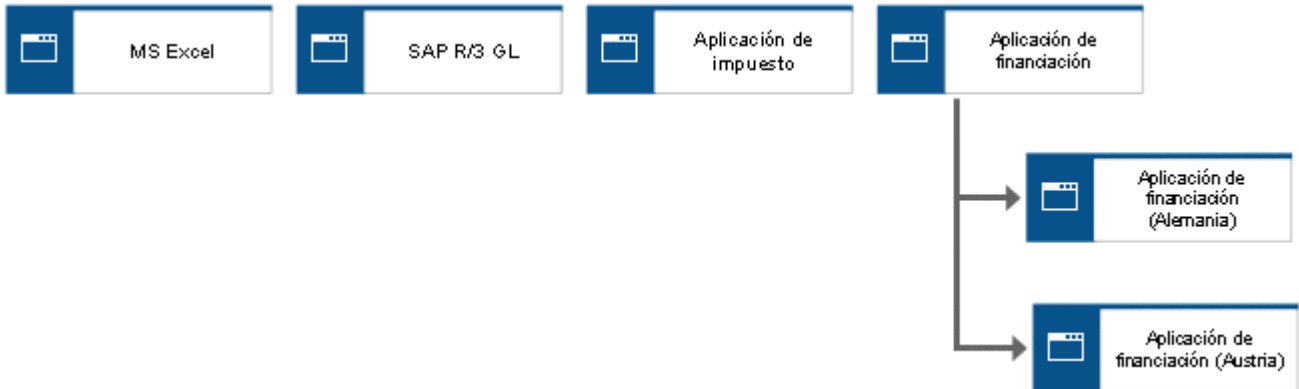 MS Excel
SAP R/3 GL
Aplicación de
impuesto
Aplicación de
financiación
Aplicación de
financiación
(Alemania)
Aplicación de
financiación (Austria)